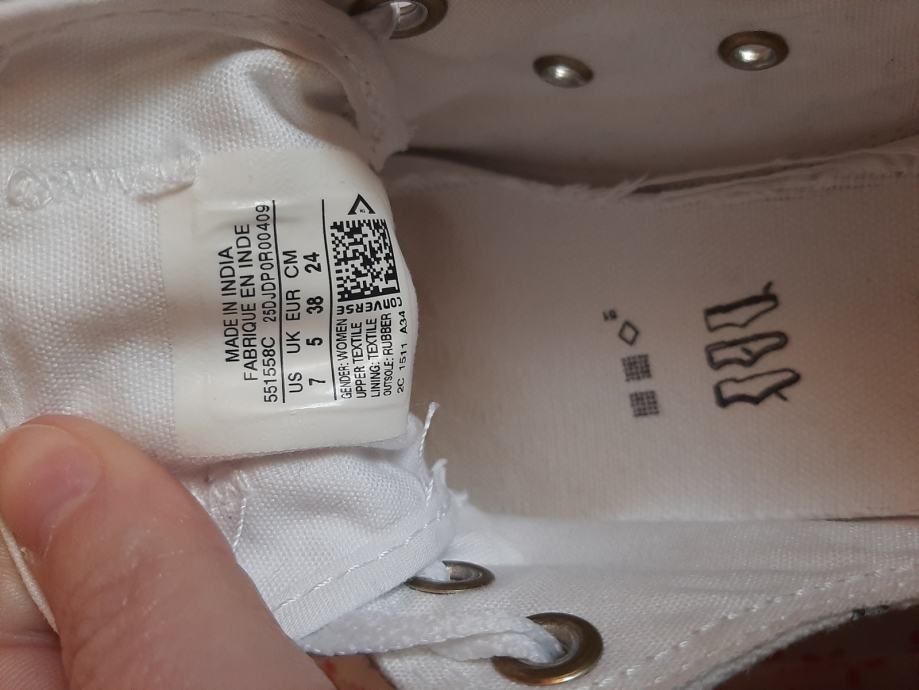 MADE IN INDIA
FABRIQUE EN INDE
551558C 25DJDP0R00409
US UK EUR CM
7 5 38 24
GENDER: WOMEN
UPPER TEXTILE
LINING: TEXTILE
OUTSOLE: RUBBER
2C 1511 A34
CONVERSE